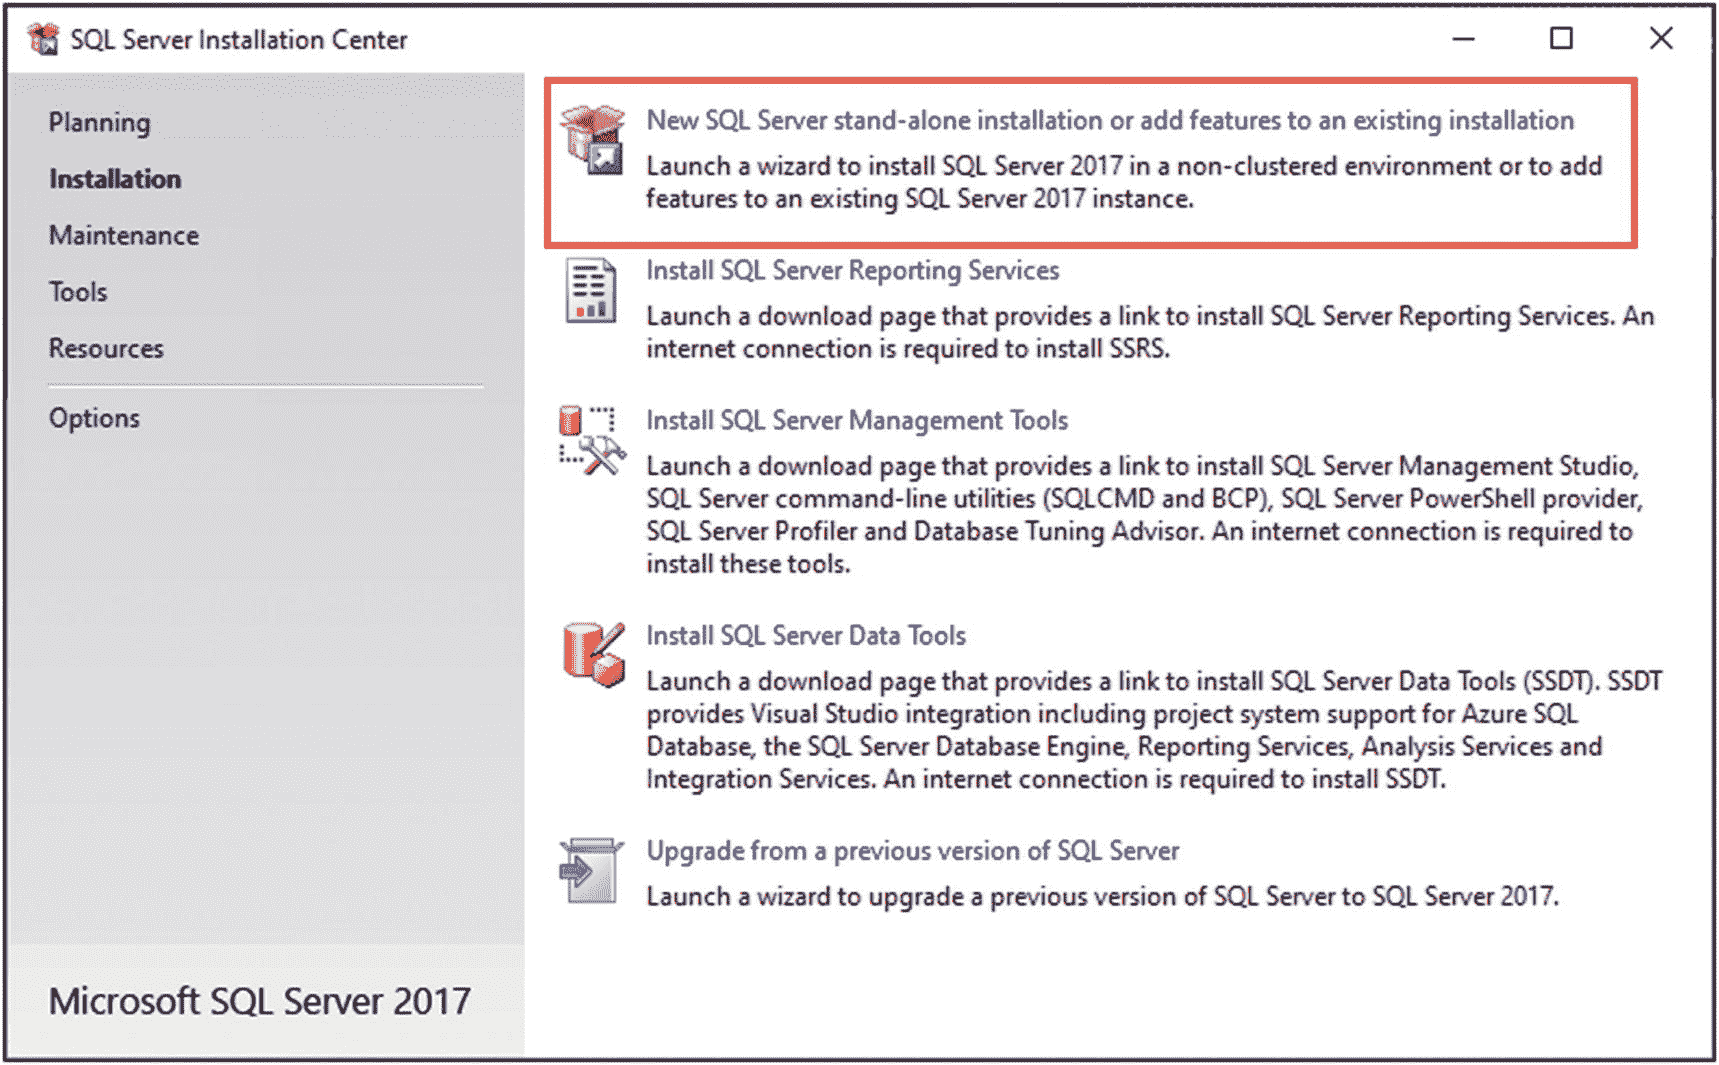 SQL Server Installation Center
Planning
Installation
Maintenance
Tools
Resources
Options
Microsoft SQL Server 2017
New SQL Server stand-alone installation or add features to an existing installation
Launch a wizard to install SQL Server 2017 in a non-clustered environment or to add
features to an existing SQL Server 2017 instance.
Install SQL Server Reporting Services
Launch a download page that provides a link to install SQL Server Reporting Services. An
internet connection is required to install SSRS.
Install SQL Server Management Tools
Launch a download page that provides a link to install SQL Server Management Studio,
SQL Server command-line utilities (SQLCMD and BCP), SQL Server PowerShell provider,
SQL Server Profiler and Database Tuning Advisor. An internet connection is required to
install these tools.
Install SQL Server Data Tools
Launch a download page that provides a link to install SQL Server Data Tools (SSDT). SSDT
provides Visual Studio integration including project system support for Azure SQL
Database, the SQL Server Database Engine, Reporting Services, Analysis Services and
Integration Services. An internet connection is required to install SSDT.
Upgrade from a previous version of SQL Server
Launch a wizard to upgrade a previous version of SQL Server to SQL Server 2017.